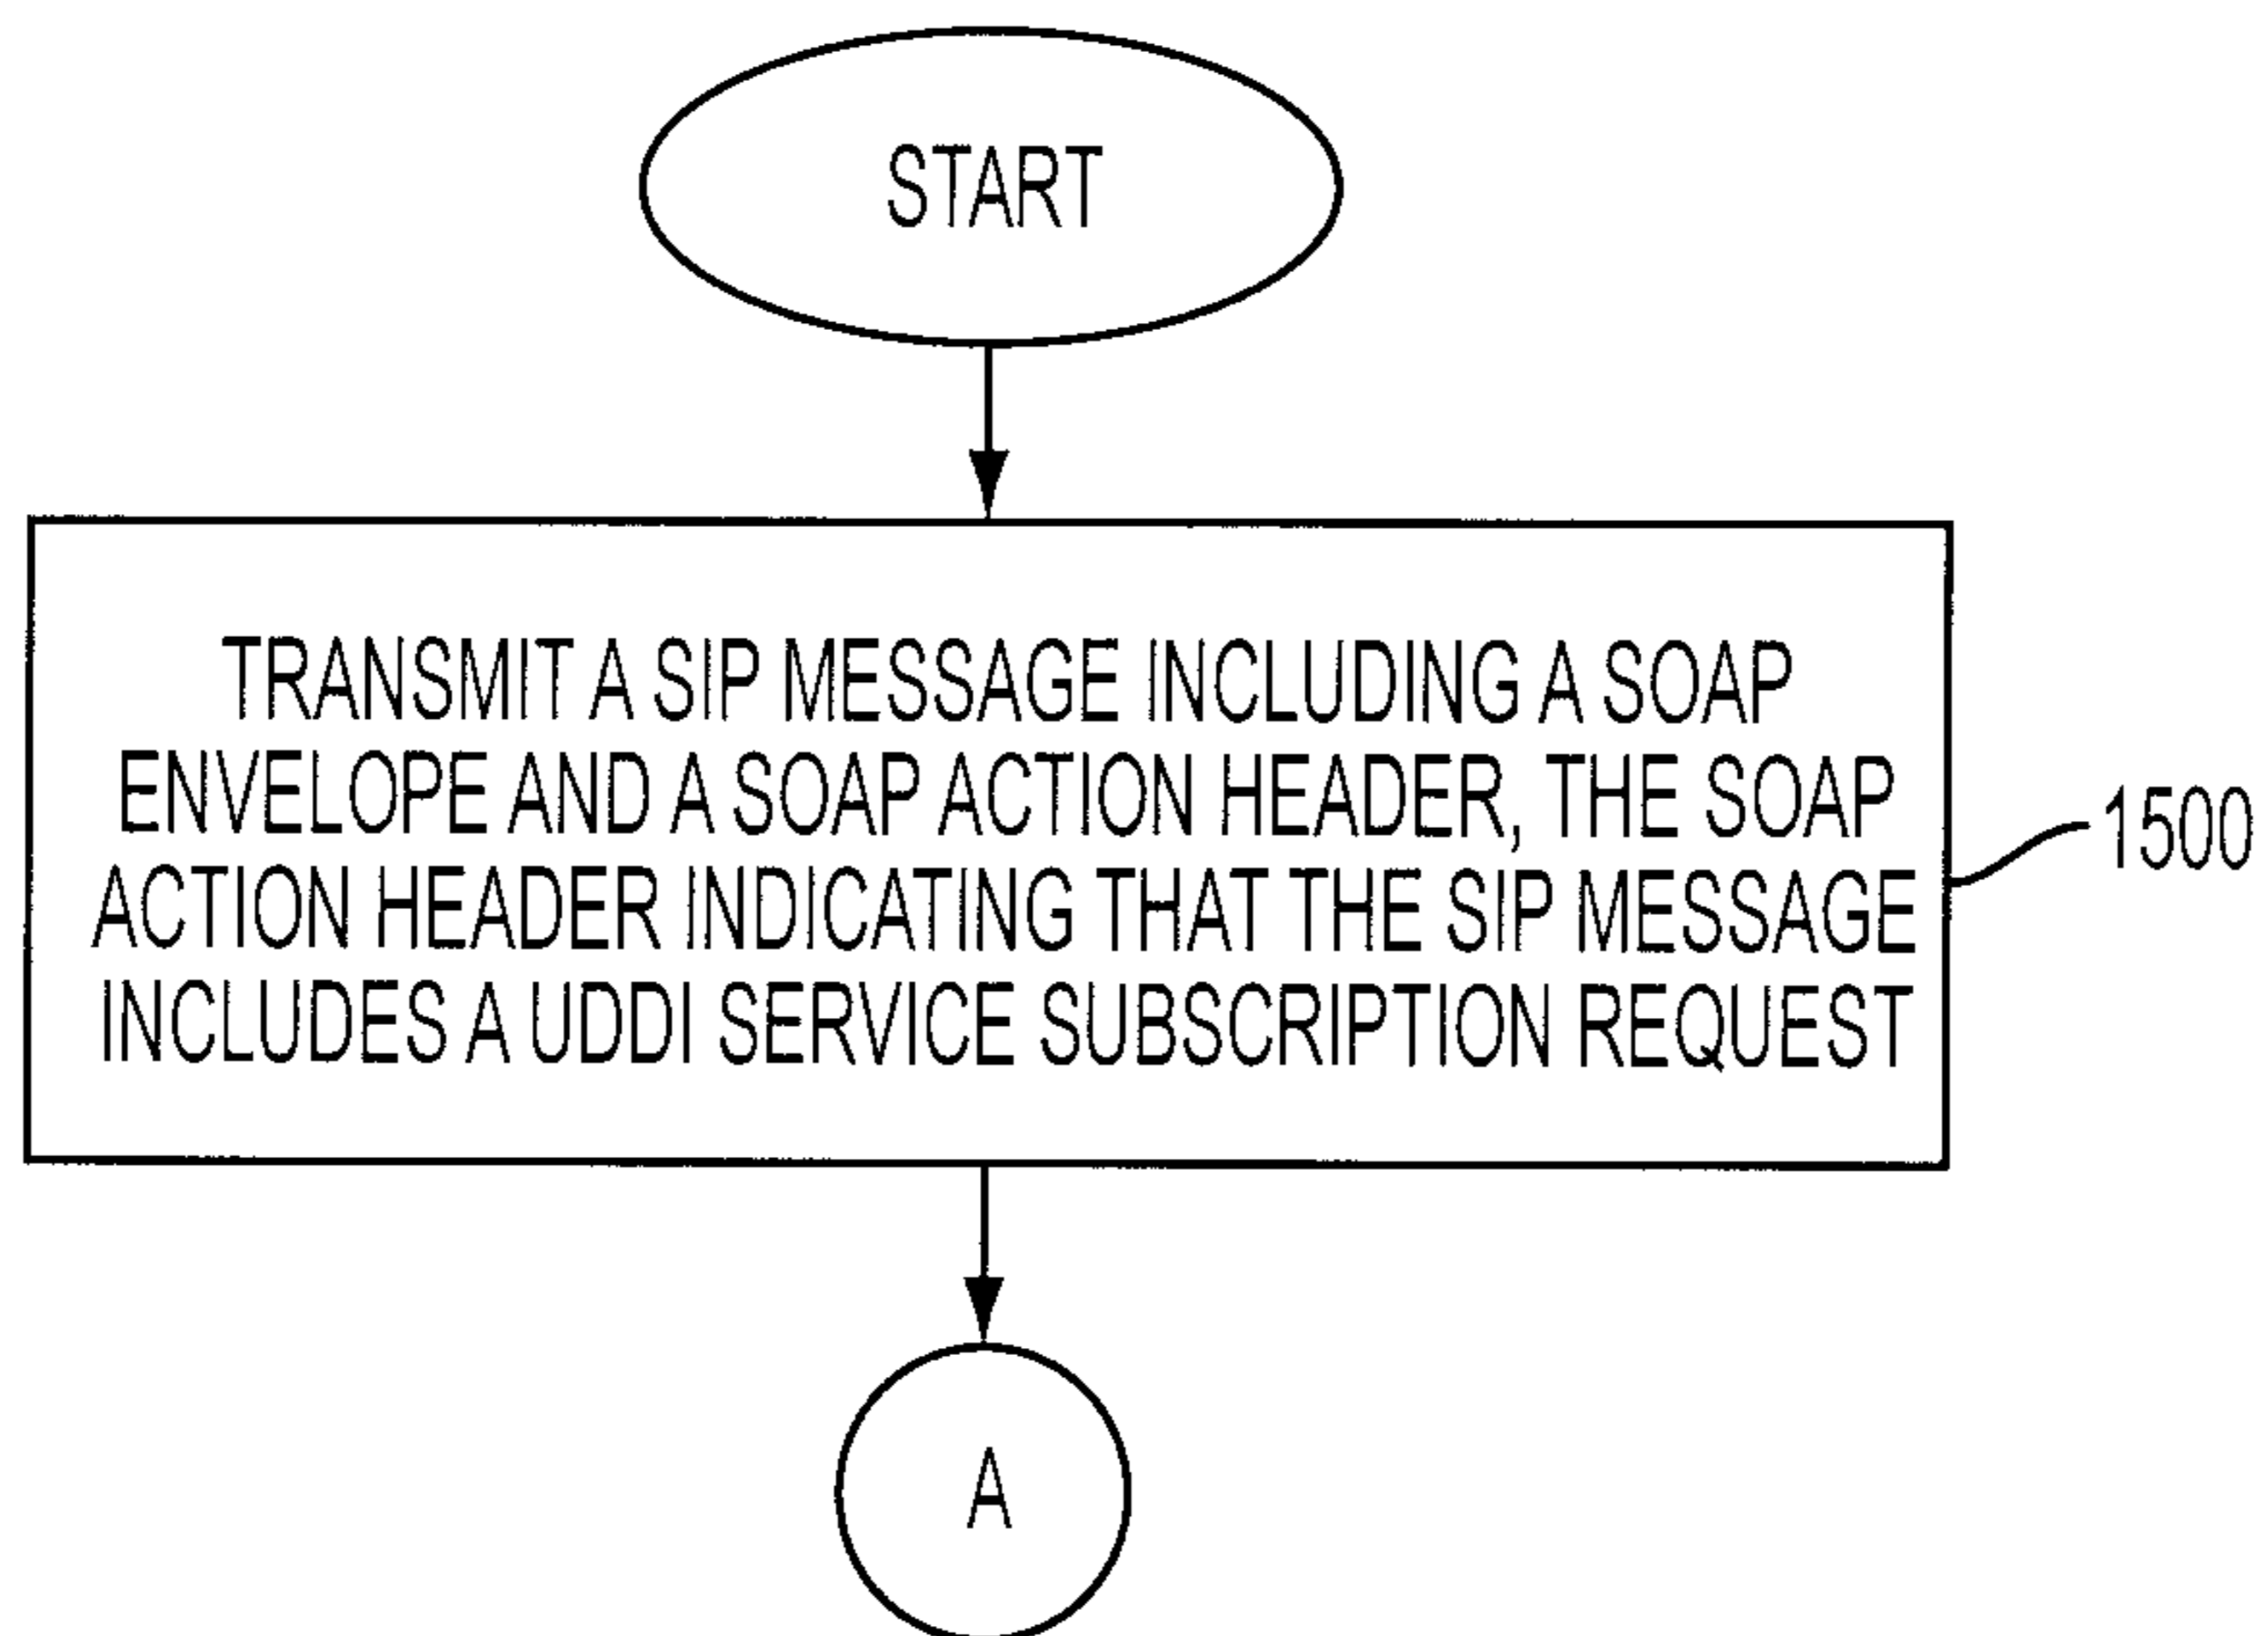 START
TRANSMIT A SIP MESSAGE INCLUDING A SOAP
ENVELOPE AND A SOAP ACTION HEADER, THE SOAP
ACTION HEADER INDICATING THAT THE SIP MESSAGE
INCLUDES A UDDI SERVICE SUBSCRIPTION REQUEST
1500
A